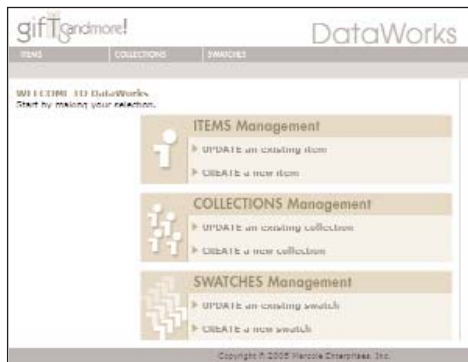 gifTsandmore!
DataWorks
ITEMS COLLECTIONS SWATCHES
WELCOME TO DataWorks
Start by making your selection.
ITEMS Management
UPDATE an existing item
CREATE a new item
COLLECTIONS Management
UPDATE an existing collection
CREATE a new collection
SWATCHES Management
UPDATE an existing swatch
CREATE a new swatch
Copyright © 2005 Enterprises, Inc.